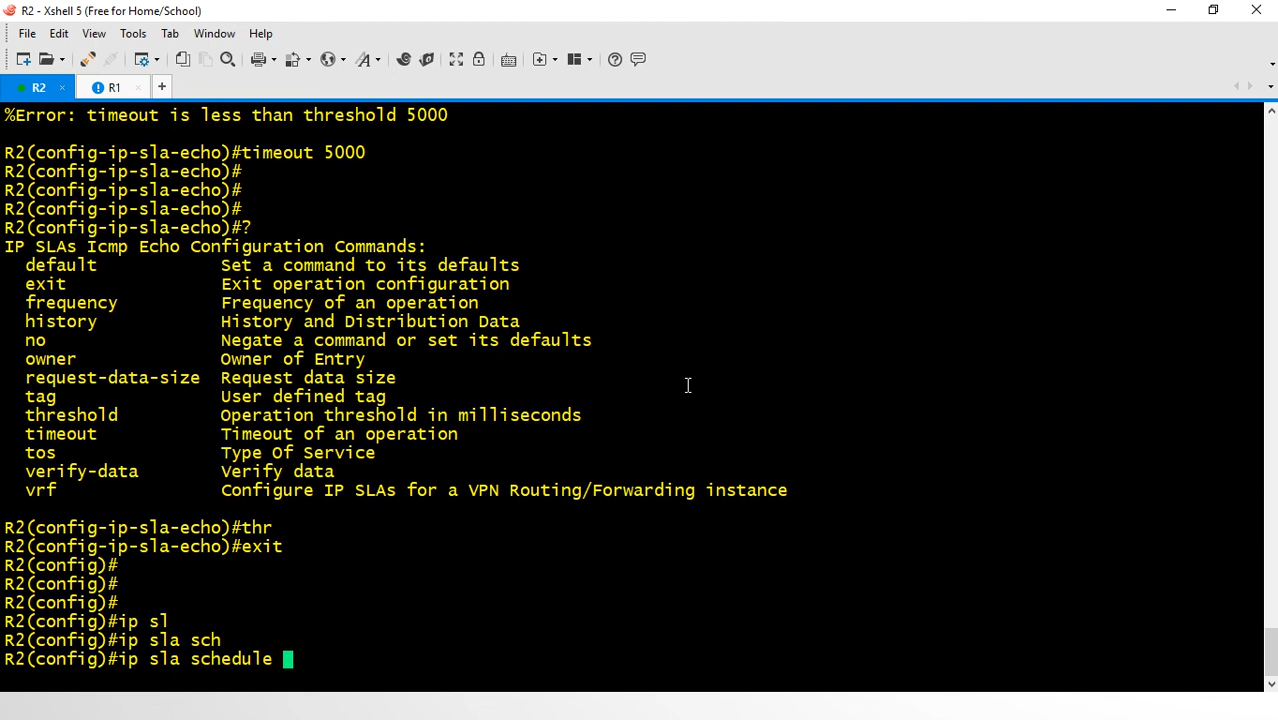 R2 - Xshell 5 (Free for Home/School)
File Edit View Tools Tab Window Help
R2 R1
%Error: timeout is less than threshold 5000
R2(config-ip-sla-echo)#timeout 5000
R2(config-ip-sla-echo)#
R2(config-ip-sla-echo)#
R2(config-ip-sla-echo)#
R2(config-ip-sla-echo)#?
IP SLAs Icmp Echo Configuration Commands:
default Set a command to its defaults
exit Exit operation configuration
frequency Frequency of an operation
history History and Distribution Data
no Negate a command or set its defaults
owner Owner of Entry
request-data-size Request data size
tag User defined tag
threshold Operation threshold in milliseconds
timeout Timeout of an operation
tos Type Of Service
verify-data Verify data
vrf Configure IP SLAs for a VPN Routing/Forwarding instance
R2(config-ip-sla-echo)#thr
R2(config-ip-sla-echo)#exit
R2(config)#
R2(config)#
R2(config)#
R2(config)#ip sl
R2(config)#ip sla sch
R2(config)#ip sla schedule